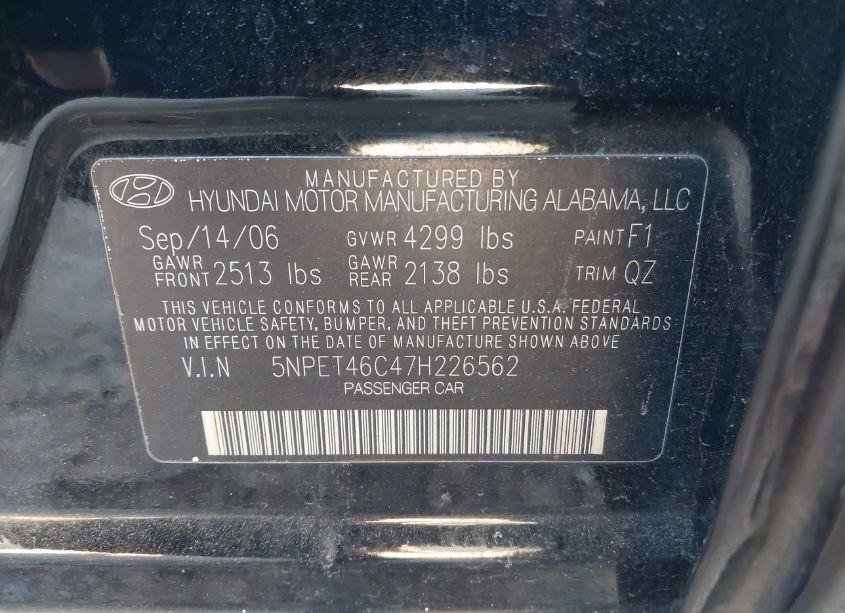 MANUFACTURED BY
HYUNDAI MOTOR MANUFACTURING ALABAMA, LLC
Sep/14/06 GVWR 4299 lbs PAINT F1
GAWR FRONT 2513 lbs GAWR REAR 2138 lbs TRIM QZ
THIS VEHICLE CONFORMS TO ALL APPLICABLE U.S.A. FEDERAL
MOTOR VEHICLE SAFETY, BUMPER, AND THEFT PREVENTION STANDARDS
IN EFFECT ON THE DATE OF MANUFACTURE SHOWN ABOVE.
V.I.N 5NPET46C47H226562
PASSENGER CAR